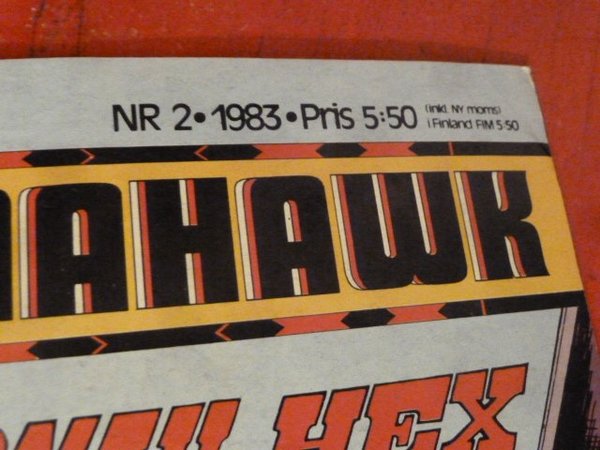 NR 2•1983•Pris 5:50 (inkl. NY moms)
i Finland FIM 5·50
AHAWK
HEX